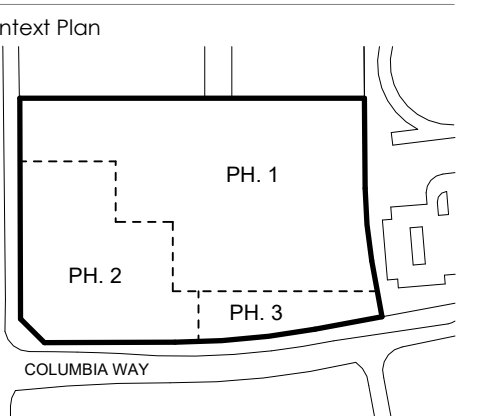 ntext Plan
PH. 1
PH. 2
PH. 3
COLUMBIA WAY